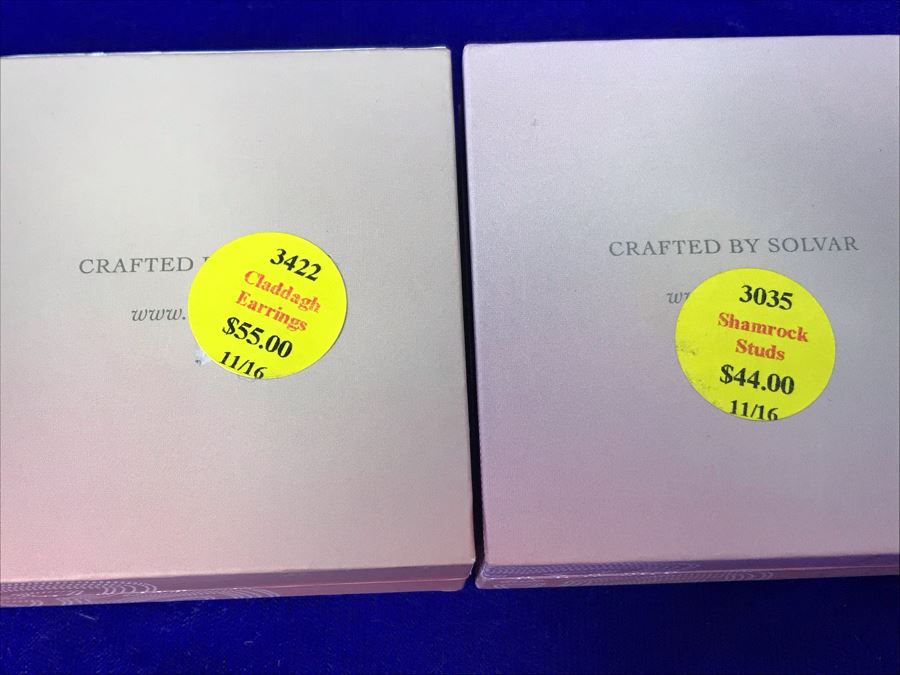 CRAFTED
www.
3422
Claddagh
Earrings
$55.00
11/16
CRAFTED BY SOLVAR
3035
Shamrock
Studs
$44.00
11/16